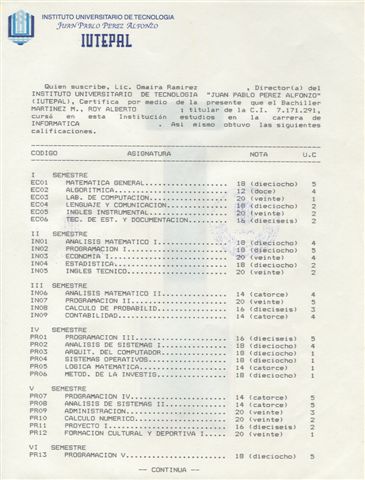 INSTITUTO UNIVERSITARIO DE TECNOLOGIA
JUAN PABLO PEREZ ALFONZO
IUTEPAL
Quien suscribe, Lic. Omaira Ramirez , Director(a) del
INSTITUTO UNIVERSITARIO DE TECNOLOGIA "JUAN PABLO PEREZ ALFONZO"
(IUTEPAL), Certifica por medio de la presente que el Bachiller
MARTINEZ M., ROY ALBERTO ; titular de la C.I. 7.171.291,
cursó en esta Institución estudios en la carrera de
INFORMATICA . Asi mismo obtuvo las siguientes
calificaciones.
CODIGO ASIGNATURA NOTA U.C
I SEMESTRE
EC01 MATEMATICA GENERAL 18 (dieciocho) 5
EC02 ALGORITMICA 12 (doce) 4
EC03 LAB. DE COMPUTACION 20 (veinte) 1
EC04 LENGUAJE Y COMUNICACION 18 (dieciocho) 2
EC05 INGLES INSTRUMENTAL 20 (veinte) 2
EC06 TEC. DE EST. Y DOCUMENTACION 16 (dieciseis) 2
II SEMESTRE
IN01 ANALISIS MATEMATICO I 18 (dieciocho) 4
IN02 PROGRAMACION I 18 (dieciocho) 5
IN03 ECONOMIA I 20 (veinte) 2
IN04 ESTADISTICA 18 (dieciocho) 4
IN05 INGLES TECNICO 20 (veinte) 2
III SEMESTRE
IN06 ANALISIS MATEMATICO II 14 (catorce) 4
IN07 PROGRAMACION II 20 (veinte) 5
IN08 CALCULO DE PROBABILID 16 (dieciseis) 3
IN09 CONTABILIDAD 14 (catorce) 4
IV SEMESTRE
PR01 PROGRAMACION III 16 (dieciseis) 5
PR02 ANALISIS DE SISTEMAS I 18 (dieciocho) 4
PR03 ARQUIT. DEL COMPUTADOR 18 (dieciocho) 1
PR04 SISTEMAS OPERATIVOS 18 (dieciocho) 1
PR05 LOGICA MATEMATICA 14 (catorce) 1
PR06 METOD. DE LA INVESTIG 18 (dieciocho) 1
V SEMESTRE
PR07 PROGRAMACION IV 14 (catorce) 5
PR08 ANALISIS DE SISTEMAS II 14 (catorce) 5
PR09 ADMINISTRACION 20 (veinte) 3
PR10 CALCULO NUMERICO 20 (veinte) 2
PR11 PROYECTO I 16 (dieciseis) 2
PR12 FORMACION CULTURAL Y DEPORTIVA I 20 (veinte) 1
VI SEMESTRE
PR13 PROGRAMACION V 18 (dieciocho) 5
-- CONTINUA --